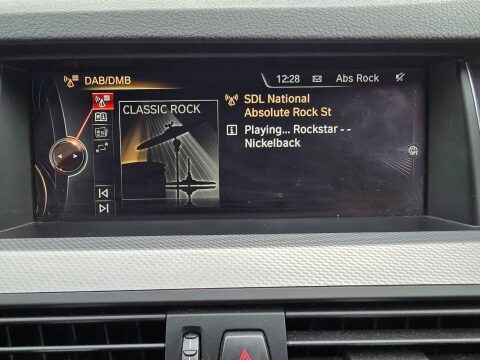 DAB/DMB
12:28
Abs Rock
CLASSIC ROCK
SDL National
Absolute Rock St
Playing... Rockstar - -
Nickelback